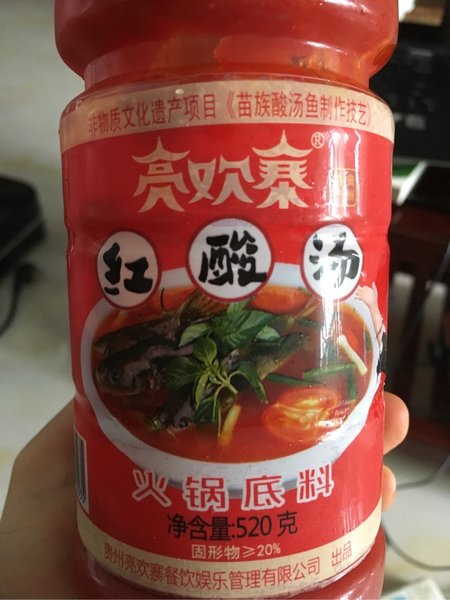 非物质文化遗产项目《苗族酸汤鱼制作技艺》
亮欢寨®
红酸汤
火锅底料
净含量:520克
固形物≥20%
贵州亮欢寨餐饮娱乐管理有限公司 出品